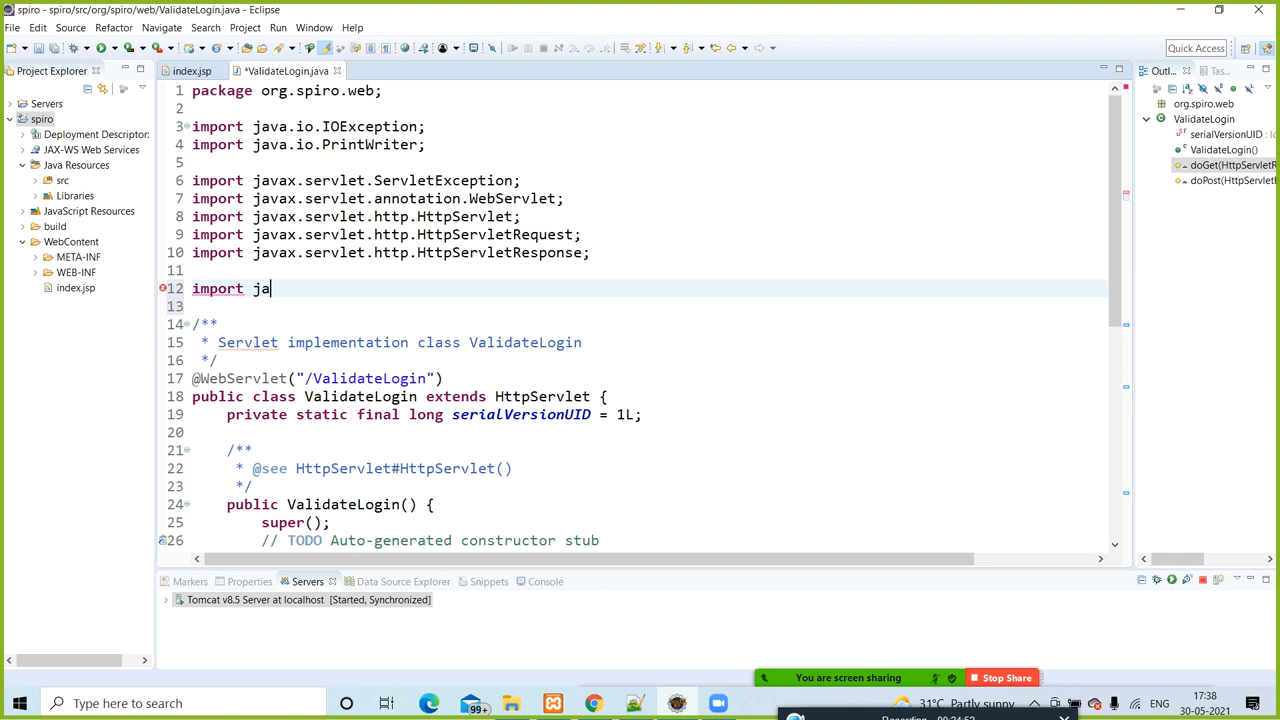 spiro - spiro/src/org/spiro/web/ValidateLogin.java - Eclipse
File Edit Source Refactor Navigate Search Project Run Window Help
Quick Access
Project Explorer
index.jsp
*ValidateLogin.java
Outl...
Tas...
Servers
spiro
Deployment Descriptor:
JAX-WS Web Services
Java Resources
src
Libraries
JavaScript Resources
build
WebContent
META-INF
WEB-INF
index.jsp
1 package org.spiro.web;
2
3 import java.io.IOException;
4 import java.io.PrintWriter;
5
6 import javax.servlet.ServletException;
7 import javax.servlet.annotation.WebServlet;
8 import javax.servlet.http.HttpServlet;
9 import javax.servlet.http.HttpServletRequest;
10 import javax.servlet.http.HttpServletResponse;
11
12 import ja
13
14 /**
15 * Servlet implementation class ValidateLogin
16 */
17 @WebServlet("/ValidateLogin")
18 public class ValidateLogin extends HttpServlet {
19 private static final long serialVersionUID = 1L;
20
21 /**
22 * @see HttpServlet#HttpServlet()
23 */
24 public ValidateLogin() {
25 super();
26 // TODO Auto-generated constructor stub
org.spiro.web
ValidateLogin
serialVersionUID : lo
ValidateLogin()
doGet(HttpServletR
doPost(HttpServletR
Markers Properties Servers Data Source Explorer Snippets Console
Tomcat v8.5 Server at localhost [Started, Synchronized]
You are screen sharing Stop Share
Type here to search
99+
31°C Partly sunny
ENG
17:38
30-05-2021
Recording 00:24:52